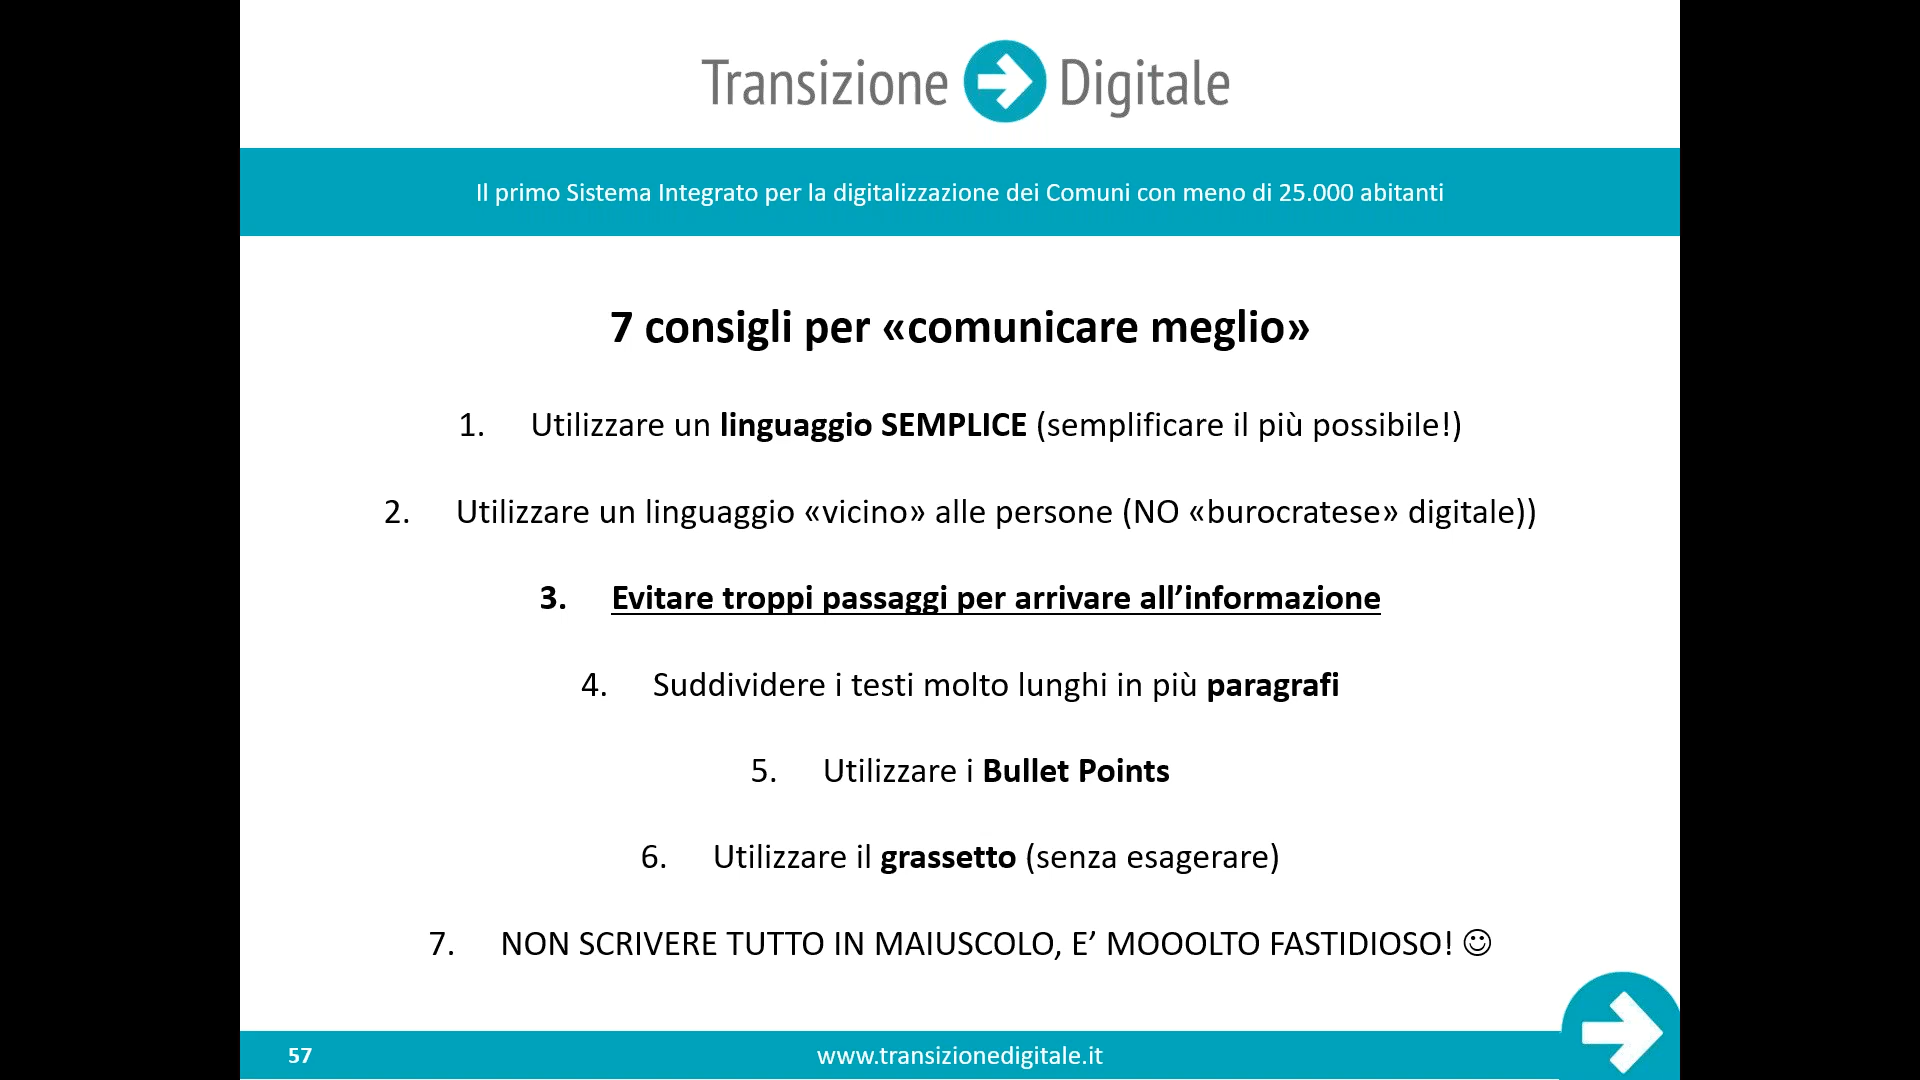 Transizione Digitale
Il primo Sistema Integrato per la digitalizzazione dei Comuni con meno di 25.000 abitanti
7 consigli per «comunicare meglio»
1. Utilizzare un linguaggio SEMPLICE (semplificare il più possibile!)
2. Utilizzare un linguaggio «vicino» alle persone (NO «burocratese» digitale))
3. Evitare troppi passaggi per arrivare all’informazione
4. Suddividere i testi molto lunghi in più paragrafi
5. Utilizzare i Bullet Points
6. Utilizzare il grassetto (senza esagerare)
7. NON SCRIVERE TUTTO IN MAIUSCOLO, E’ MOOOLTO FASTIDIOSO! ☺
57 www.transizionedigitale.it